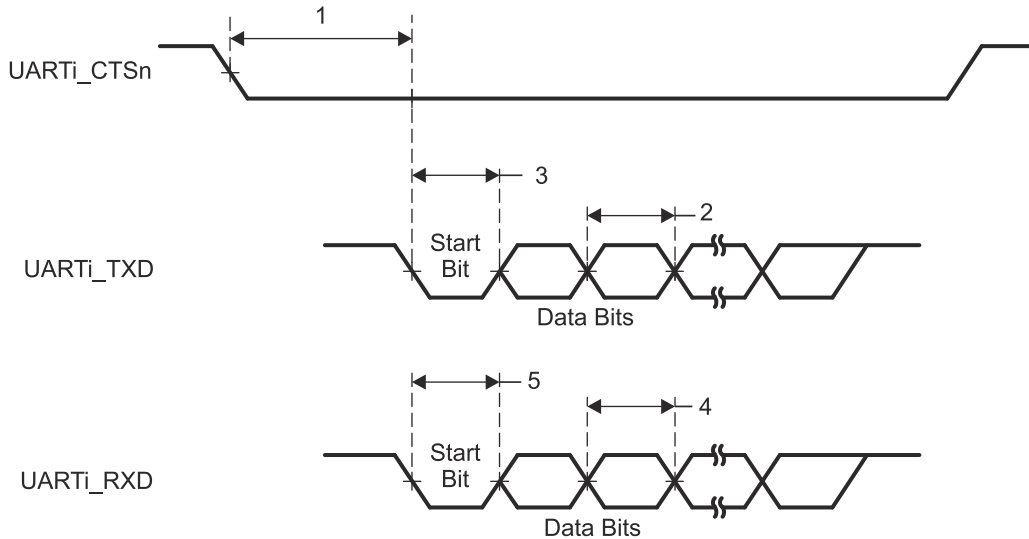 1
UARTi_CTSn
3
2
Start
Bit
UARTi_TXD
Data Bits
5
4
Start
Bit
UARTi_RXD
Data Bits